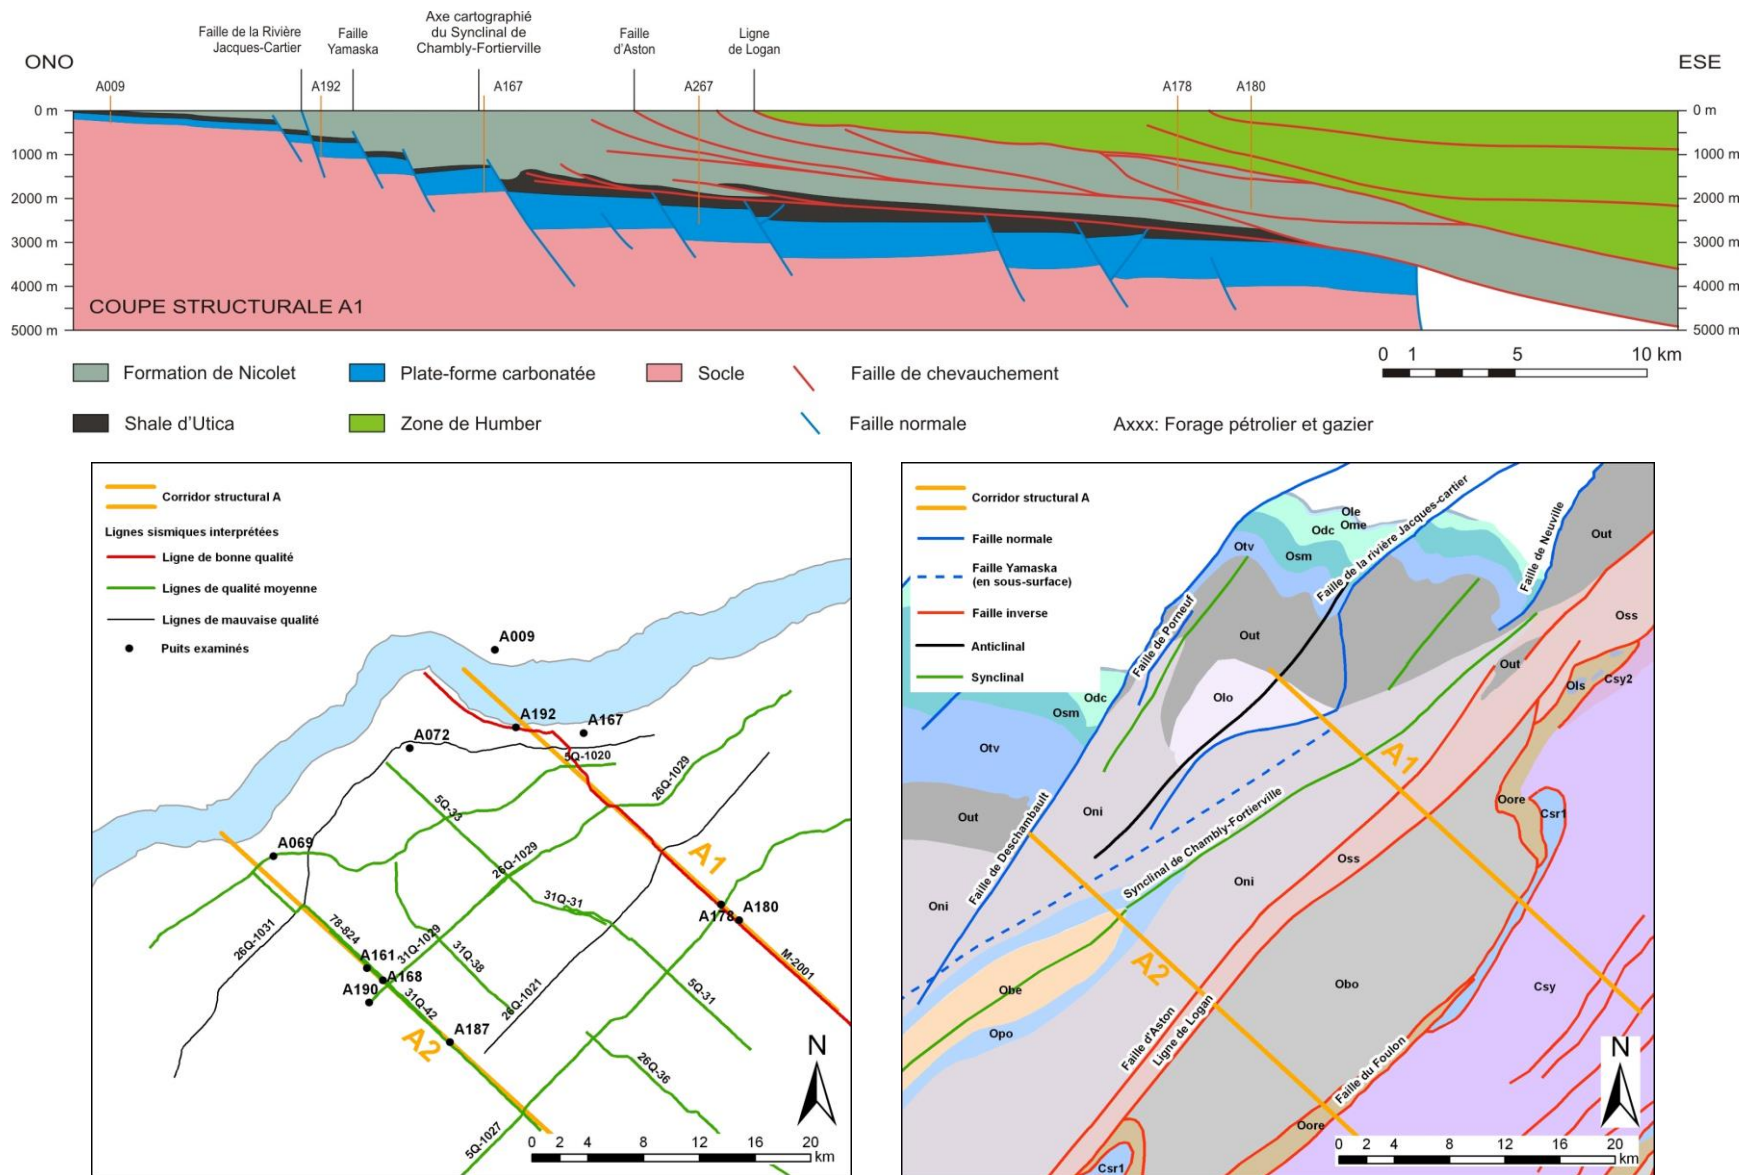 Faille de la Rivière
Jacques-Cartier
Faille
Yamaska
Axe cartographié
du Synclinal de
Chambly-Fortierville
Faille
d'Aston
Ligne
de Logan
ONO
ESE
A009
A192
A167
A267
A178
A180
0 m
1000 m
2000 m
3000 m
4000 m
5000 m
0 m
1000 m
2000 m
3000 m
4000 m
5000 m
COUPE STRUCTURALE A1
0 1 5 10 km
Formation de Nicolet
Plate-forme carbonatée
Socle
Faille de chevauchement
Shale d'Utica
Zone de Humber
Faille normale
Axxx: Forage pétrolier et gazier
Corridor structural A
Lignes sismiques interprétées
Ligne de bonne qualité
Lignes de qualité moyenne
Lignes de mauvaise qualité
Puits examinés
A009
A192
A167
A072
5Q-1020
26Q-1029
5Q-33
A069
26Q-1029
A1
31Q-31
A180
A178
78-824
26Q-1031
31Q-1029
31Q-38
M-2001
A161
A168
A190
31Q-42
26Q-1021
5Q-31
A187
A2
26Q-36
5Q-1027
N
0 2 4 8 12 16 20
km
Corridor structural A
Faille normale
Faille Yamaska
(en sous-surface)
Faille inverse
Anticlinal
Synclinal
Ole
Ome
Odc
Osm
Otv
Out
Faille de la rivière Jacques-cartier
Faille de Neuville
Out
Oss
Faille de Porneuf
Out
Olo
Out
Ols
Csy2
Odc
Osm
Otv
A1
Oore
Csr1
Out
Oni
Faille de Deschambault
Synclinal de Chambly-Fortierville
Oss
Oni
Oni
A2
Obe
Opo
Obo
Csy
Faille d'Aston
Ligne de Logan
Faille du Foulon
Oore
Csr1
N
0 2 4 8 12 16 20
km